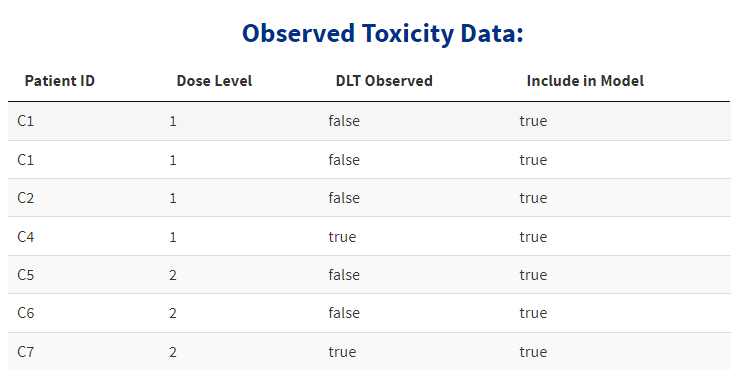 Observed Toxicity Data:
Patient ID Dose Level DLT Observed Include in Model
C1 1 false true
C1 1 false true
C2 1 false true
C4 1 true true
C5 2 false true
C6 2 false true
C7 2 true true